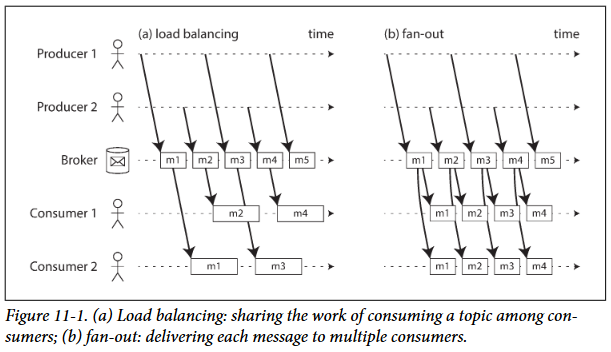 (a) load balancing time (b) fan-out time
Producer 1
Producer 2
Broker m1 m2 m3 m4 m5 m1 m2 m3 m4 m5
Consumer 1 m2 m4 m1 m2 m3 m4
Consumer 2 m1 m3 m1 m2 m3 m4
Figure 11-1. (a) Load balancing: sharing the work of consuming a topic among con-
sumers; (b) fan-out: delivering each message to multiple consumers.